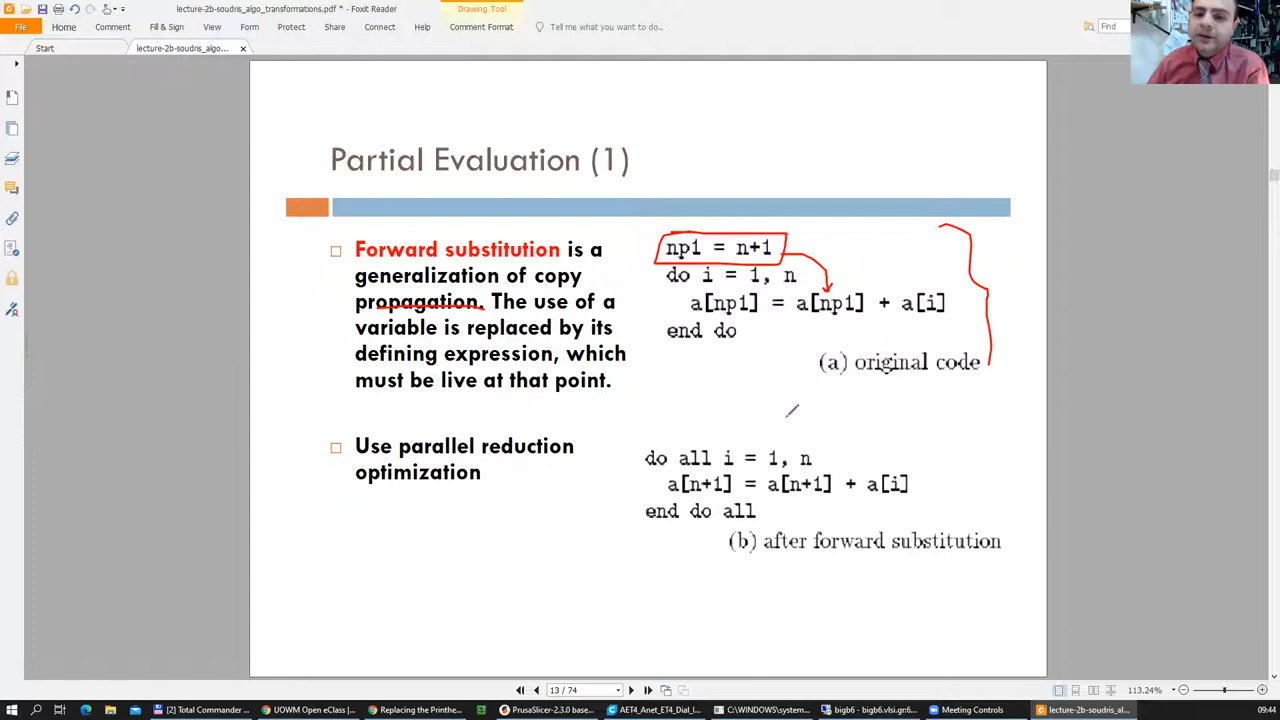 lecture-2b-soudris_algo_transformations.pdf * - Foxit Reader
Drawing Tool
File Home Comment Fill & Sign View Form Protect Share Connect Help Comment Format Tell me what you want to do... Find
Start lecture-2b-soudris_algo_transformations...
Partial Evaluation (1)
Forward substitution is a
generalization of copy
propagation. The use of a
variable is replaced by its
defining expression, which
must be live at that point.
Use parallel reduction
optimization
np1 = n+1
do i = 1, n
a[np1] = a[np1] + a[i]
end do
(a) original code
do all i = 1, n
a[n+1] = a[n+1] + a[i]
end do all
(b) after forward substitution
13 / 74
113.24%
[*] Total Commander ... UOWM Open eClass |... Replacing the Printhe... PrusaSlicer-2.3.0 base... AET4_Anet_ET4_Dial_I... C:\WINDOWS\system... bigb6 - bigb6.vlsi.gr:6... Meeting Controls lecture-2b-soudris_al... 09:44